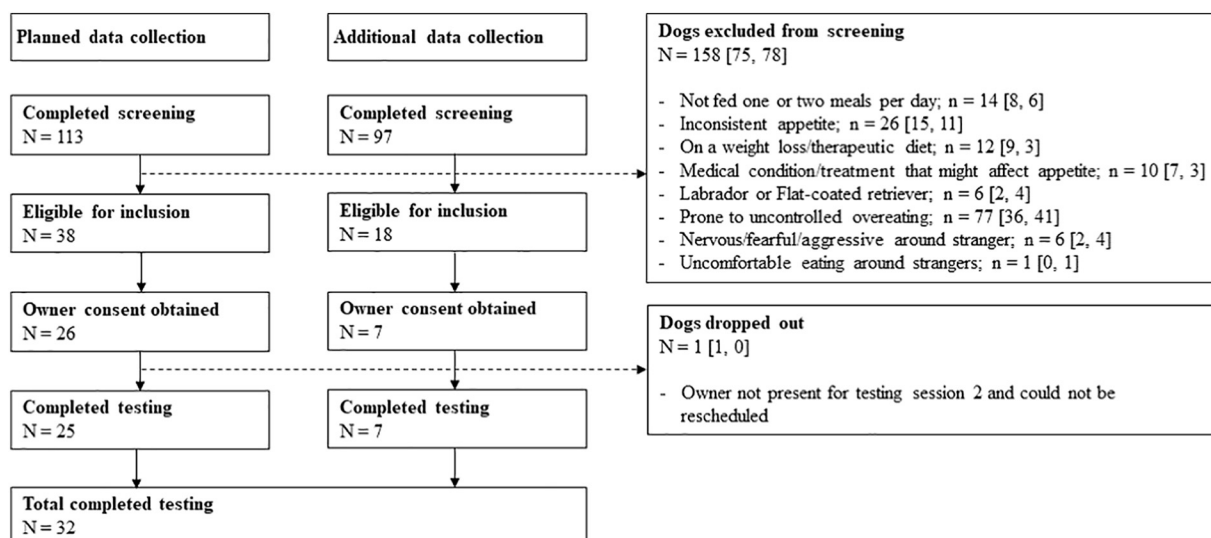 Planned data collection
Additional data collection
Completed screening
N = 113
Completed screening
N = 97
Eligible for inclusion
N = 38
Eligible for inclusion
N = 18
Owner consent obtained
N = 26
Owner consent obtained
N = 7
Completed testing
N = 25
Completed testing
N = 7
Total completed testing
N = 32
Dogs excluded from screening
N = 158 [75, 78]
- Not fed one or two meals per day; n = 14 [8, 6]
- Inconsistent appetite; n = 26 [15, 11]
- On a weight loss/therapeutic diet; n = 12 [9, 3]
- Medical condition/treatment that might affect appetite; n = 10 [7, 3]
- Labrador or Flat-coated retriever; n = 6 [2, 4]
- Prone to uncontrolled overeating; n = 77 [36, 41]
- Nervous/fearful/aggressive around stranger; n = 6 [2, 4]
- Uncomfortable eating around strangers; n = 1 [0, 1]
Dogs dropped out
N = 1 [1, 0]
- Owner not present for testing session 2 and could not be
rescheduled